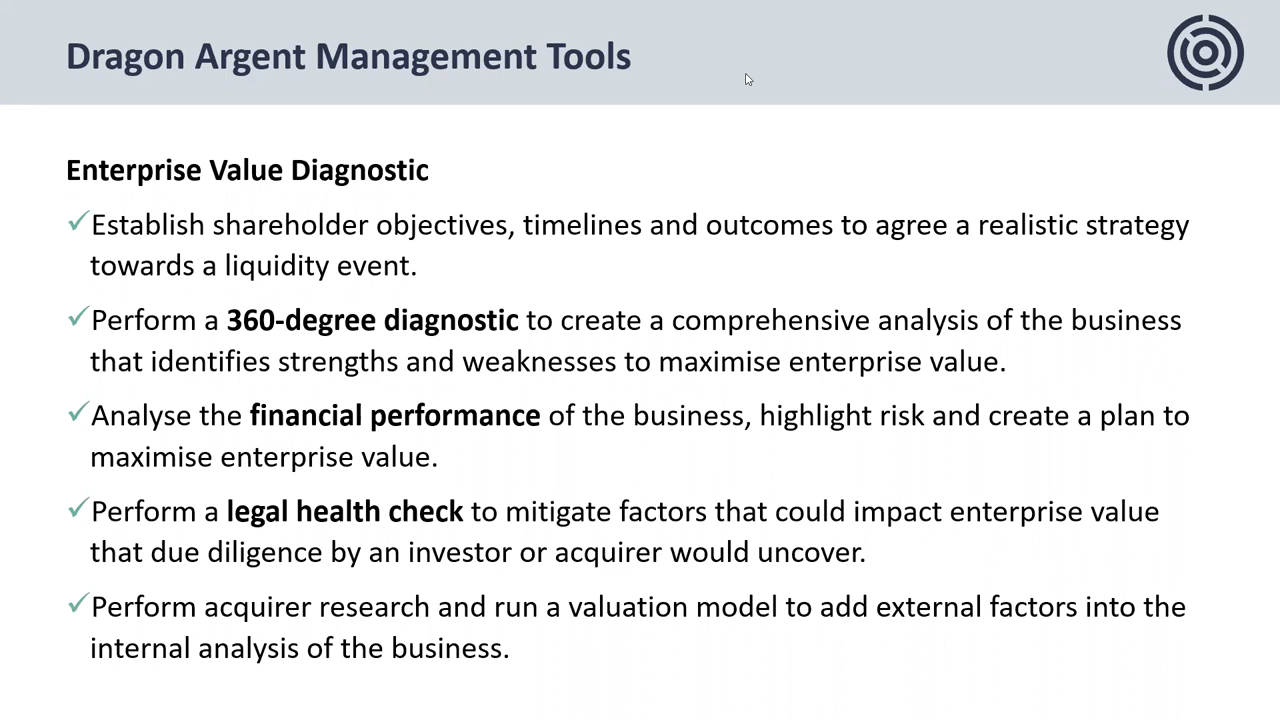 Dragon Argent Management Tools
Enterprise Value Diagnostic
Establish shareholder objectives, timelines and outcomes to agree a realistic strategy
towards a liquidity event.
Perform a 360-degree diagnostic to create a comprehensive analysis of the business
that identifies strengths and weaknesses to maximise enterprise value.
Analyse the financial performance of the business, highlight risk and create a plan to
maximise enterprise value.
Perform a legal health check to mitigate factors that could impact enterprise value
that due diligence by an investor or acquirer would uncover.
Perform acquirer research and run a valuation model to add external factors into the
internal analysis of the business.